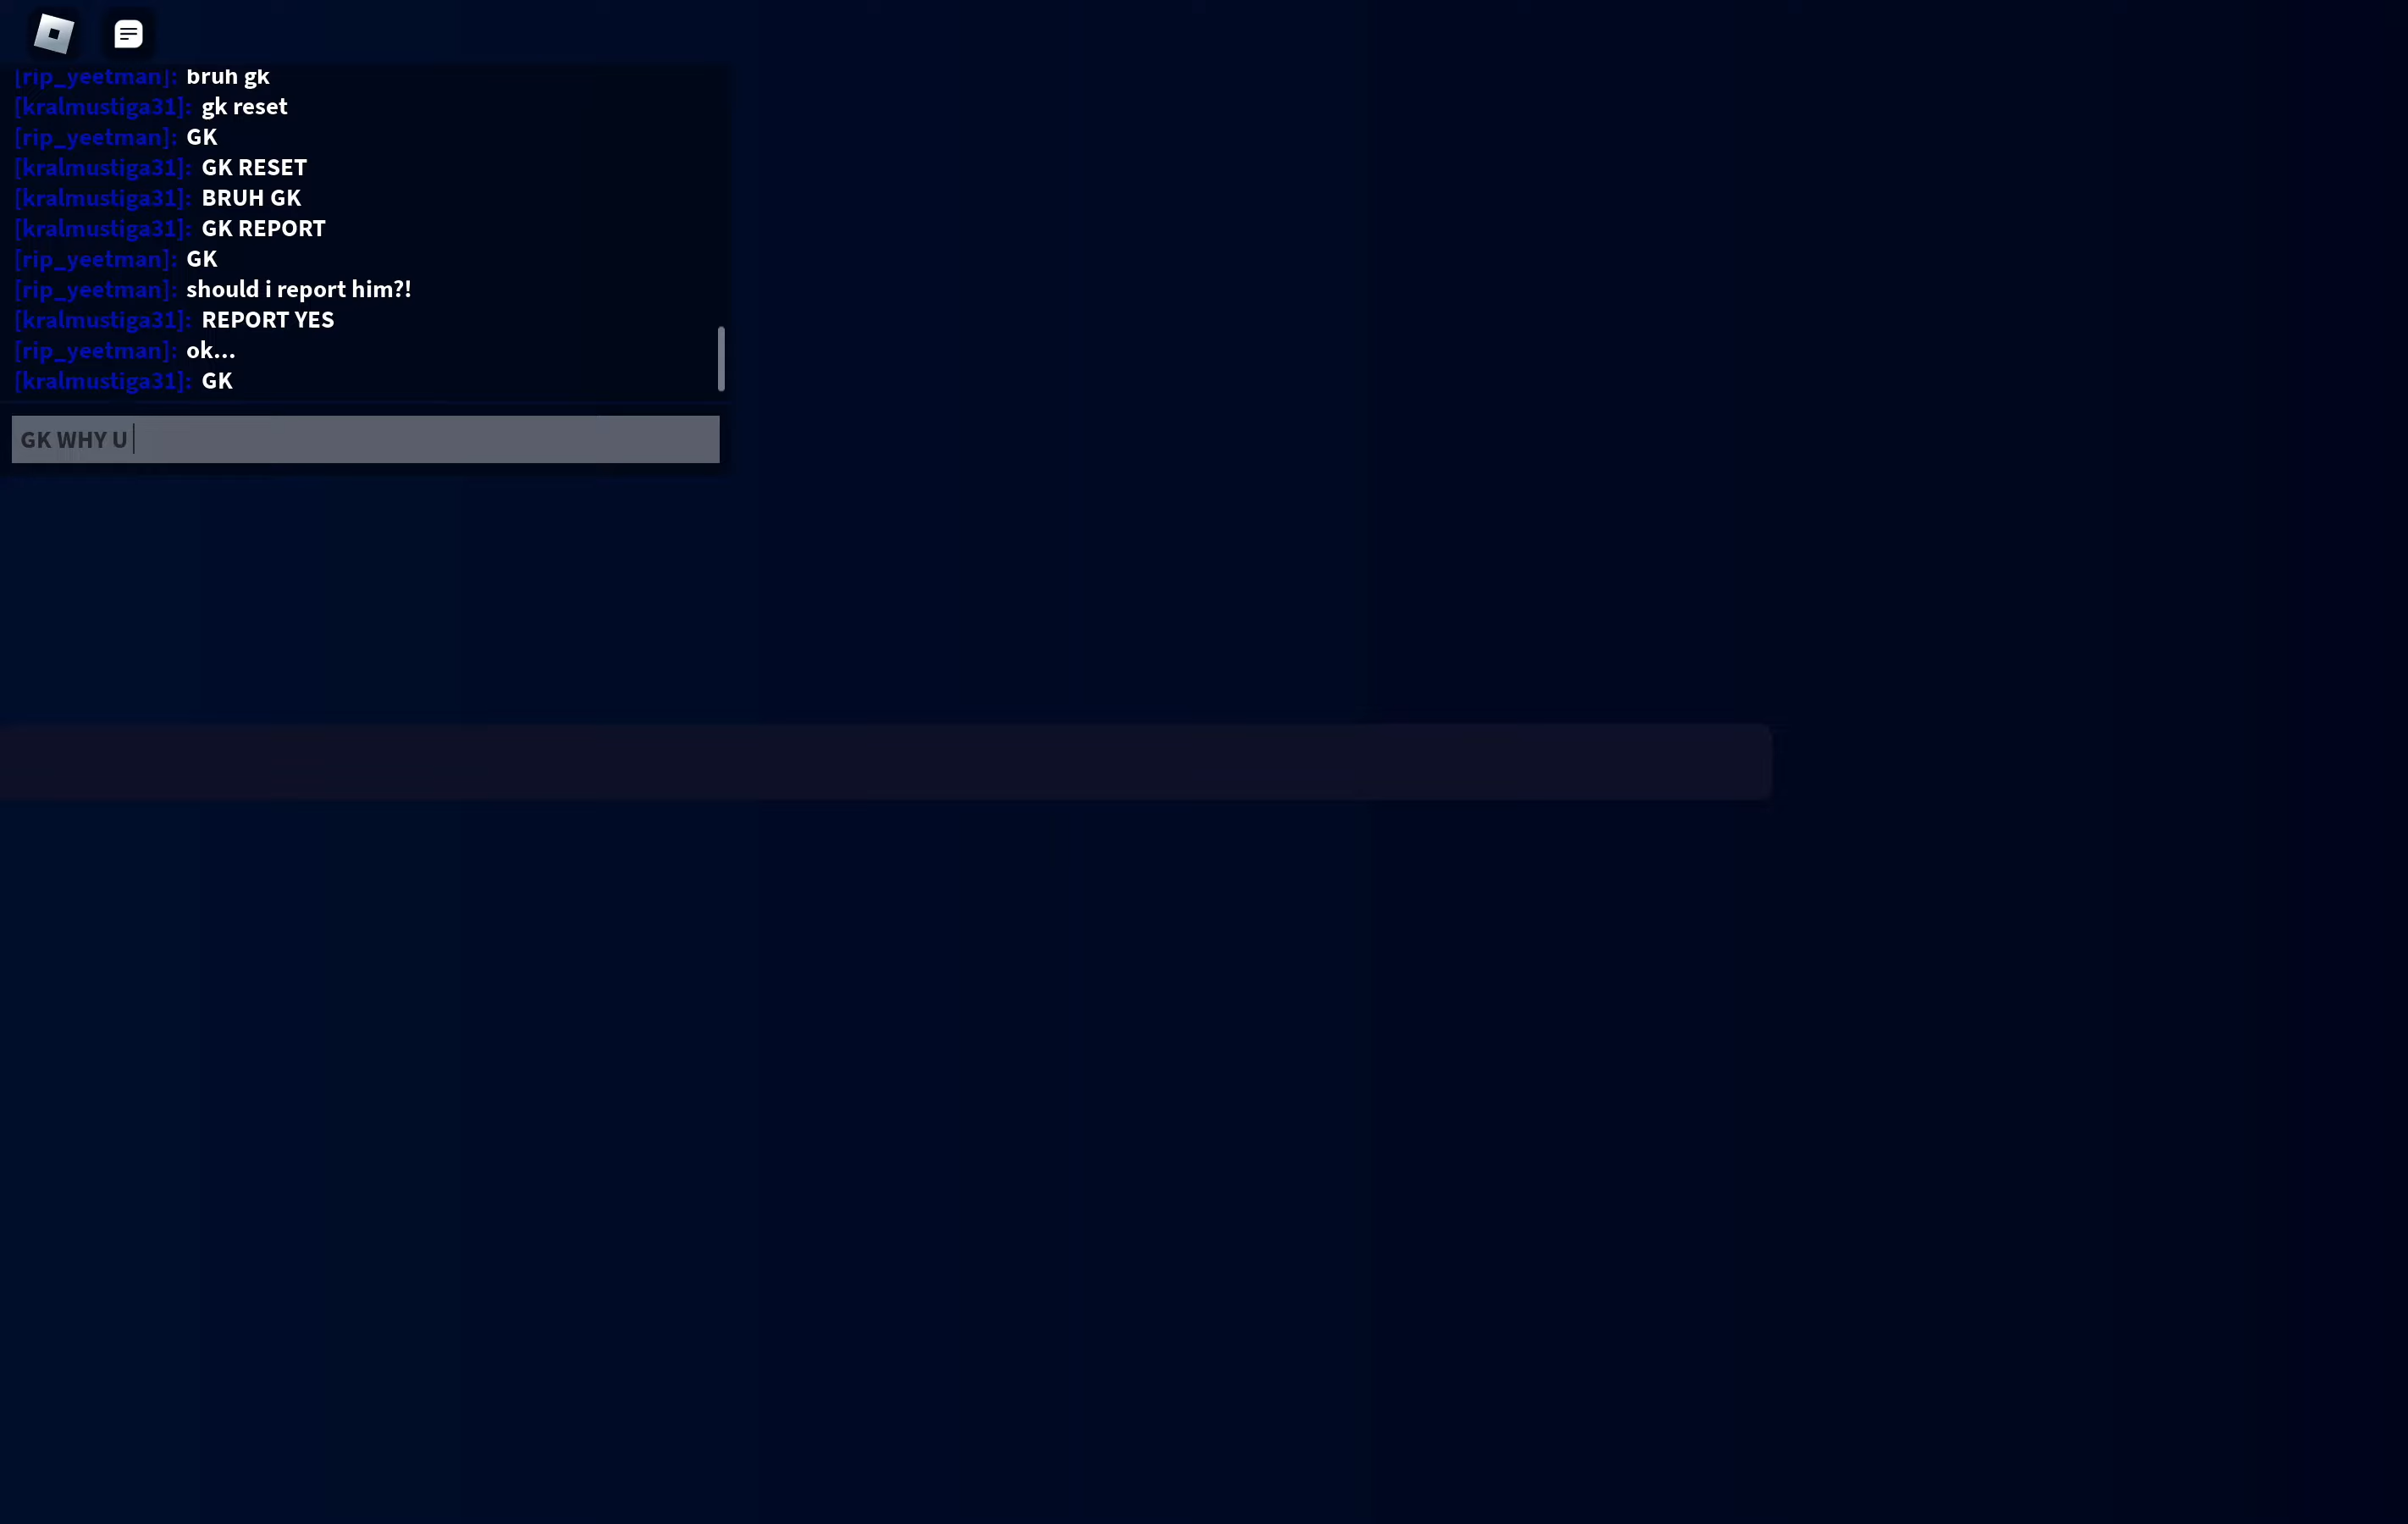 [rip_yeetman]: bruh gk
[kralmustiga31]: gk reset
[rip_yeetman]: GK
[kralmustiga31]: GK RESET
[kralmustiga31]: BRUH GK
[kralmustiga31]: GK REPORT
[rip_yeetman]: GK
[rip_yeetman]: should i report him?!
[kralmustiga31]: REPORT YES
[rip_yeetman]: ok...
[kralmustiga31]: GK
GK WHY U